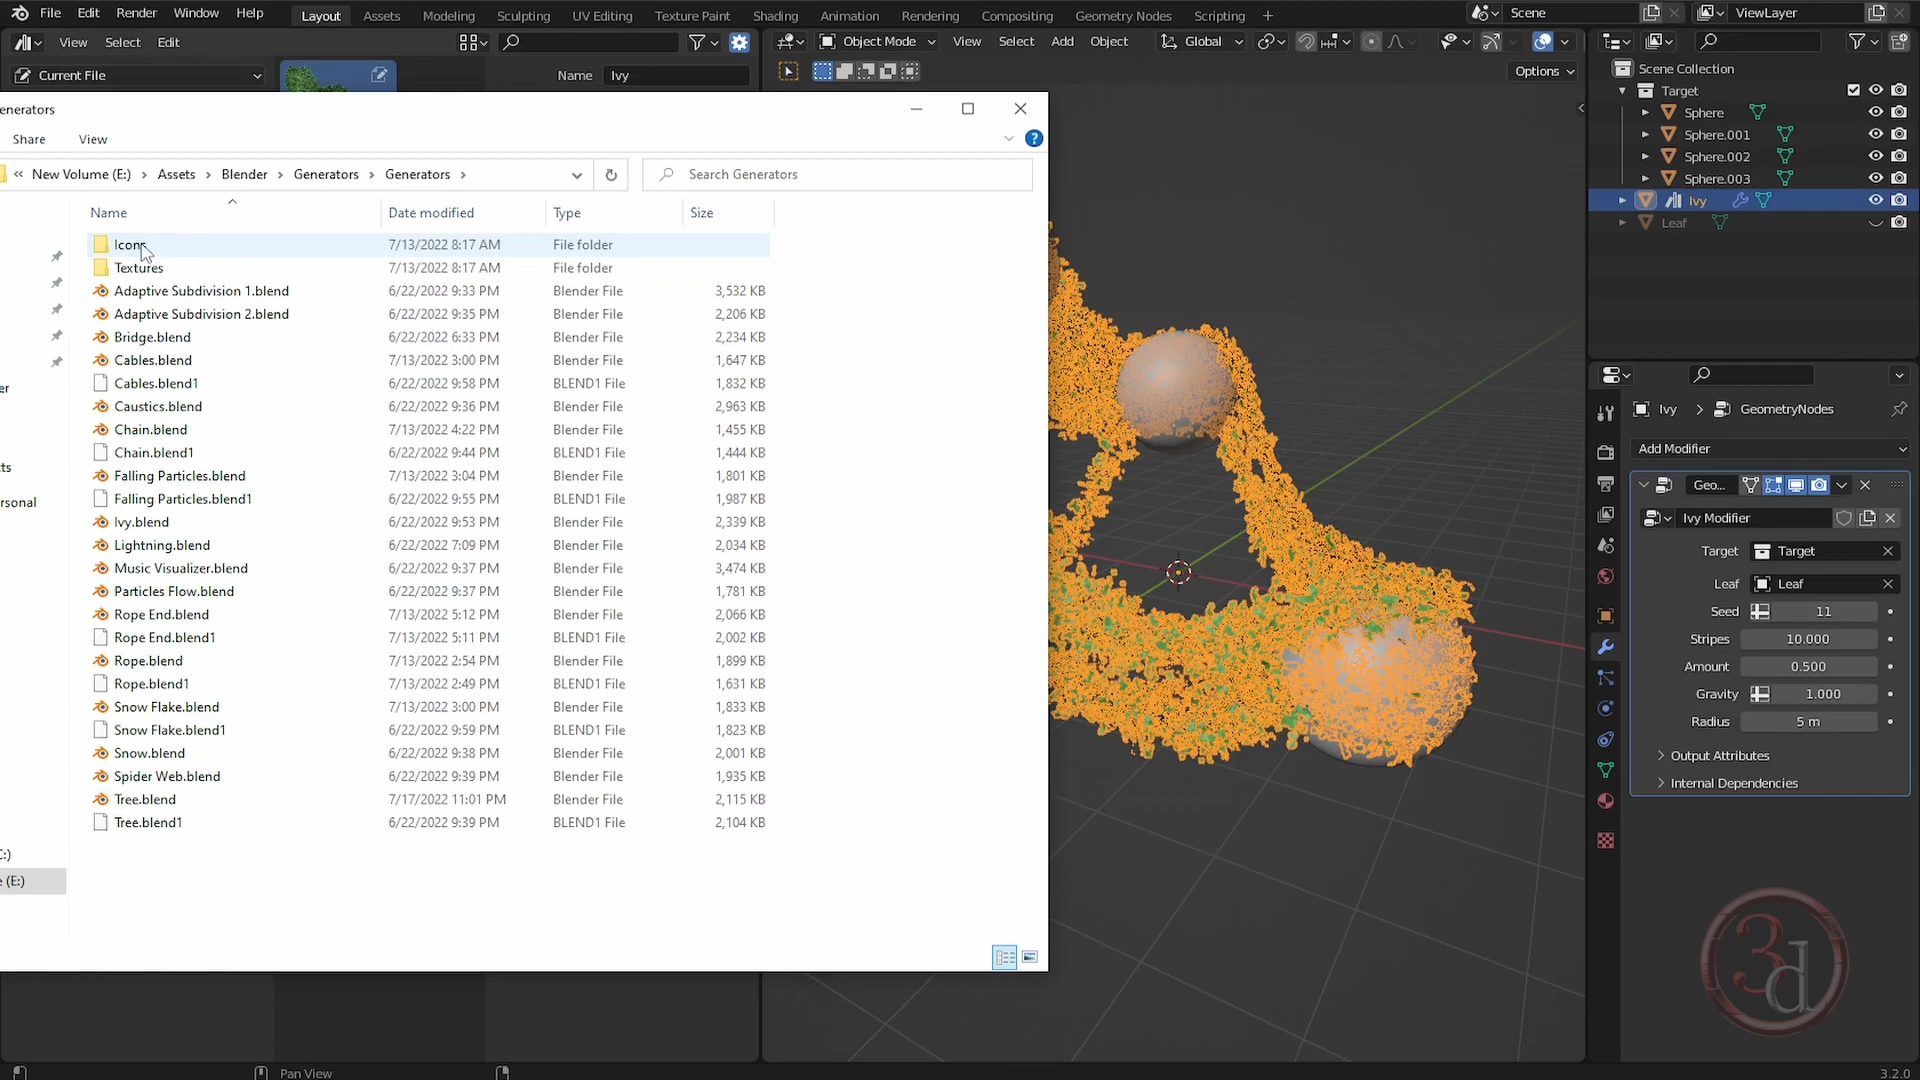 File Edit Render Window Help Layout Assets Modeling Sculpting UV Editing Texture Paint Shading Animation Rendering Compositing Geometry Nodes Scripting + Scene ViewLayer
View Select Edit Object Mode View Select Add Object Global
Current File Name Ivy Options
Scene Collection
Target
Sphere
Sphere.001
Sphere.002
Sphere.003
Ivy
Leaf
enerators
Share View
« New Volume (E:) › Assets › Blender › Generators › Generators › Search Generators
Name Date modified Type Size
Icons 7/13/2022 8:17 AM File folder
Textures 7/13/2022 8:17 AM File folder
Adaptive Subdivision 1.blend 6/22/2022 9:33 PM Blender File 3,532 KB
Adaptive Subdivision 2.blend 6/22/2022 9:35 PM Blender File 2,206 KB
Bridge.blend 6/22/2022 6:33 PM Blender File 2,234 KB
Cables.blend 7/13/2022 3:00 PM Blender File 1,647 KB
Cables.blend1 6/22/2022 9:58 PM BLEND1 File 1,832 KB
Caustics.blend 6/22/2022 9:36 PM Blender File 2,963 KB
Chain.blend 7/13/2022 4:22 PM Blender File 1,455 KB
Chain.blend1 6/22/2022 9:44 PM BLEND1 File 1,444 KB
Falling Particles.blend 7/13/2022 3:04 PM Blender File 1,801 KB
Falling Particles.blend1 6/22/2022 9:55 PM BLEND1 File 1,987 KB
Ivy.blend 6/22/2022 9:53 PM Blender File 2,339 KB
Lightning.blend 6/22/2022 7:09 PM Blender File 2,034 KB
Music Visualizer.blend 6/22/2022 9:37 PM Blender File 3,474 KB
Particles Flow.blend 6/22/2022 9:37 PM Blender File 1,781 KB
Rope End.blend 7/13/2022 5:12 PM Blender File 2,066 KB
Rope End.blend1 7/13/2022 5:11 PM BLEND1 File 2,002 KB
Rope.blend 7/13/2022 2:54 PM Blender File 1,899 KB
Rope.blend1 7/13/2022 2:49 PM BLEND1 File 1,631 KB
Snow Flake.blend 7/13/2022 3:00 PM Blender File 1,833 KB
Snow Flake.blend1 6/22/2022 9:59 PM BLEND1 File 1,823 KB
Snow.blend 6/22/2022 9:38 PM Blender File 2,001 KB
Spider Web.blend 6/22/2022 9:39 PM Blender File 1,935 KB
Tree.blend 7/17/2022 11:01 PM Blender File 2,115 KB
Tree.blend1 6/22/2022 9:39 PM BLEND1 File 2,104 KB
er
ts
rsonal
C:)
e (E:)
Ivy > GeometryNodes
Add Modifier
Geo...
Ivy Modifier
Target Target
Leaf Leaf
Seed 11
Stripes 10.000
Amount 0.500
Gravity 1.000
Radius 5 m
Output Attributes
Internal Dependencies
3d
Pan View 3.2.0